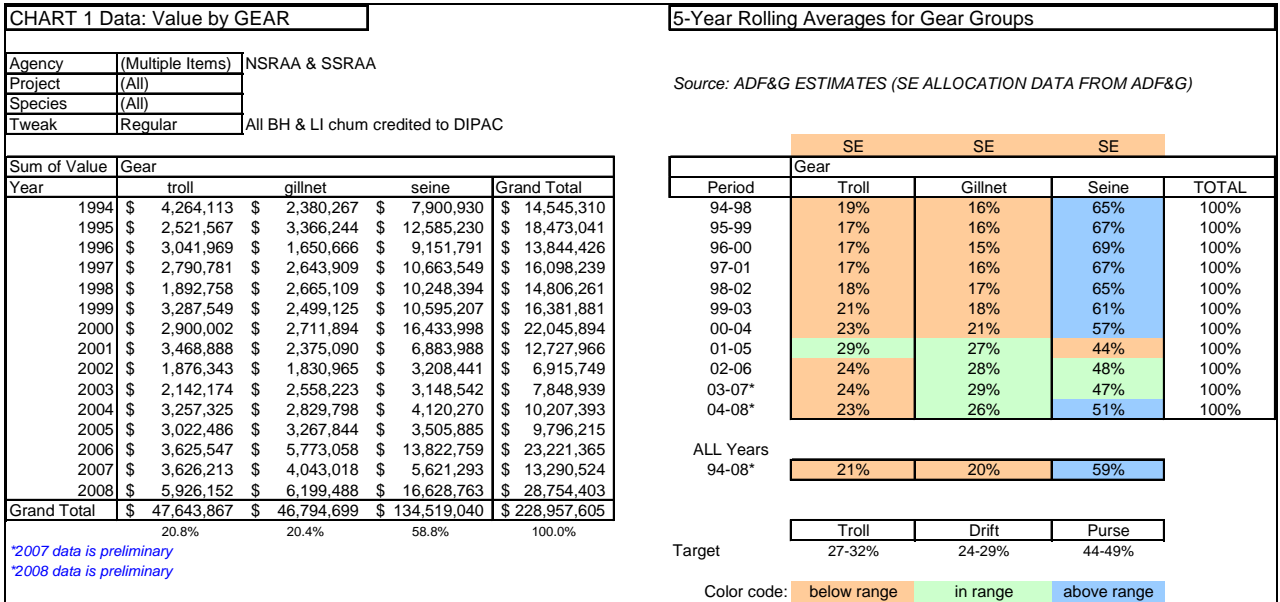 CHART 1 Data: Value by GEAR
5-Year Rolling Averages for Gear Groups
Agency (Multiple Items) NSRAA & SSRAA
Project (All)
Source: ADF&G ESTIMATES (SE ALLOCATION DATA FROM ADF&G)
Species (All)
Tweak Regular All BH & LI chum credited to DIPAC
SE SE SE
Sum of Value Gear
Gear
Year troll gillnet seine Grand Total
Period Troll Gillnet Seine TOTAL
1994 $ 4,264,113 $ 2,380,267 $ 7,900,930 $ 14,545,310
94-98 19% 16% 65% 100%
1995 $ 2,521,567 $ 3,366,244 $ 12,585,230 $ 18,473,041
95-99 17% 16% 67% 100%
1996 $ 3,041,969 $ 1,650,666 $ 9,151,791 $ 13,844,426
96-00 17% 15% 69% 100%
1997 $ 2,790,781 $ 2,643,909 $ 10,663,549 $ 16,098,239
97-01 17% 16% 67% 100%
1998 $ 1,892,758 $ 2,665,109 $ 10,248,394 $ 14,806,261
98-02 18% 17% 65% 100%
1999 $ 3,287,549 $ 2,499,125 $ 10,595,207 $ 16,381,881
99-03 21% 18% 61% 100%
2000 $ 2,900,002 $ 2,711,894 $ 16,433,998 $ 22,045,894
00-04 23% 21% 57% 100%
2001 $ 3,468,888 $ 2,375,090 $ 6,883,988 $ 12,727,966
01-05 29% 27% 44% 100%
2002 $ 1,876,343 $ 1,830,965 $ 3,208,441 $ 6,915,749
02-06 24% 28% 48% 100%
2003 $ 2,142,174 $ 2,558,223 $ 3,148,542 $ 7,848,939
03-07* 24% 29% 47% 100%
2004 $ 3,257,325 $ 2,829,798 $ 4,120,270 $ 10,207,393
04-08* 23% 26% 51% 100%
2005 $ 3,022,486 $ 3,267,844 $ 3,505,885 $ 9,796,215
2006 $ 3,625,547 $ 5,773,058 $ 13,822,759 $ 23,221,365
ALL Years
2007 $ 3,626,213 $ 4,043,018 $ 5,621,293 $ 13,290,524
94-08* 21% 20% 59%
2008 $ 5,926,152 $ 6,199,488 $ 16,628,763 $ 28,754,403
Grand Total $ 47,643,867 $ 46,794,699 $ 134,519,040 $ 228,957,605
20.8% 20.4% 58.8% 100.0%
Troll Drift Purse
*2007 data is preliminary
Target 27-32% 24-29% 44-49%
*2008 data is preliminary
Color code: below range in range above range